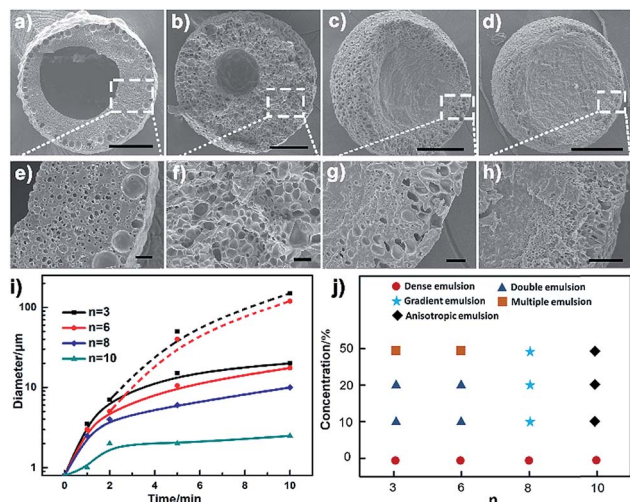 a)
b)
c)
d)
e)
f)
g)
h)
i)
n=3
n=6
n=8
n=10
Diameter/μm
100
10
1
0 2 4 6 8 10
Time/min
j)
Dense emulsion Double emulsion
Gradient emulsion Multiple emulsion
Anisotropic emulsion
Concentration/%
50
20
10
0
3 6 8 10
n